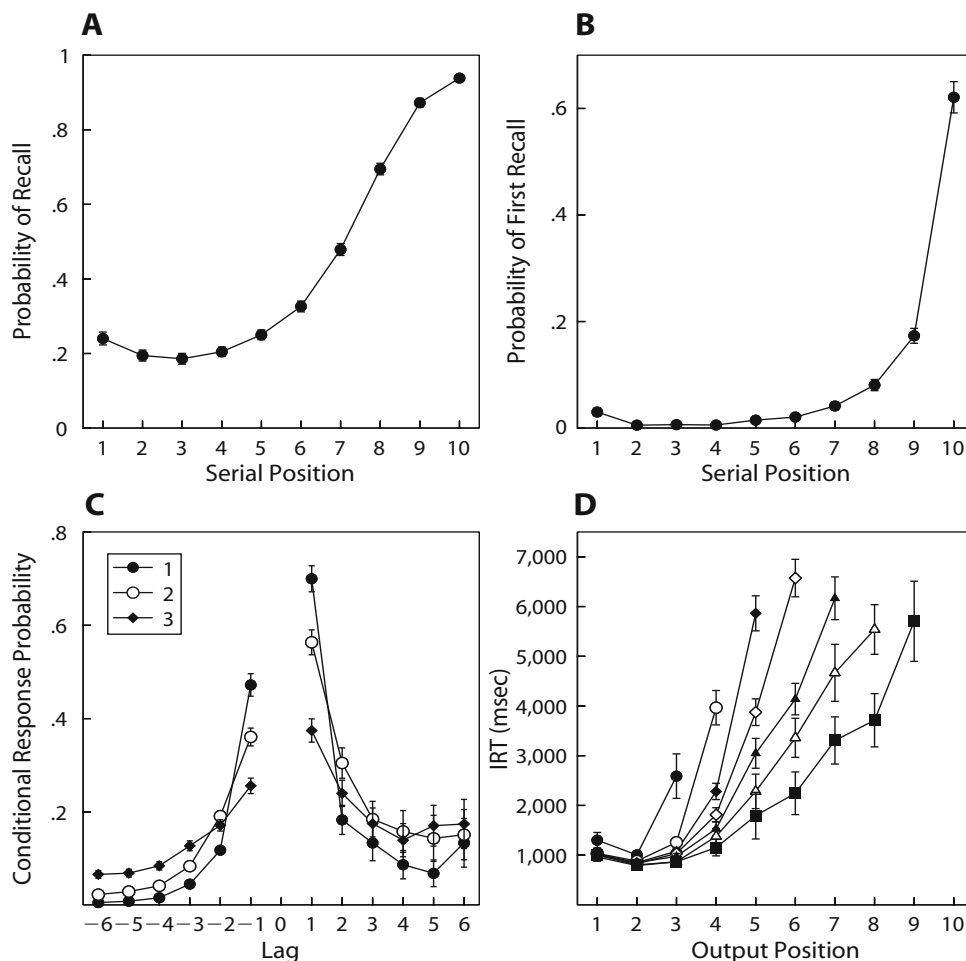 A
Probability of Recall
1
.8
.6
.4
.2
0
1 2 3 4 5 6 7 8 9 10
Serial Position
B
Probability of First Recall
.6
.4
.2
0
1 2 3 4 5 6 7 8 9 10
Serial Position
C
Conditional Response Probability
.8
.6
.4
.2
1
2
3
−6 −5 −4 −3 −2 −1 0 1 2 3 4 5 6
Lag
D
IRT (msec)
7,000
6,000
5,000
4,000
3,000
2,000
1,000
1 2 3 4 5 6 7 8 9 10
Output Position